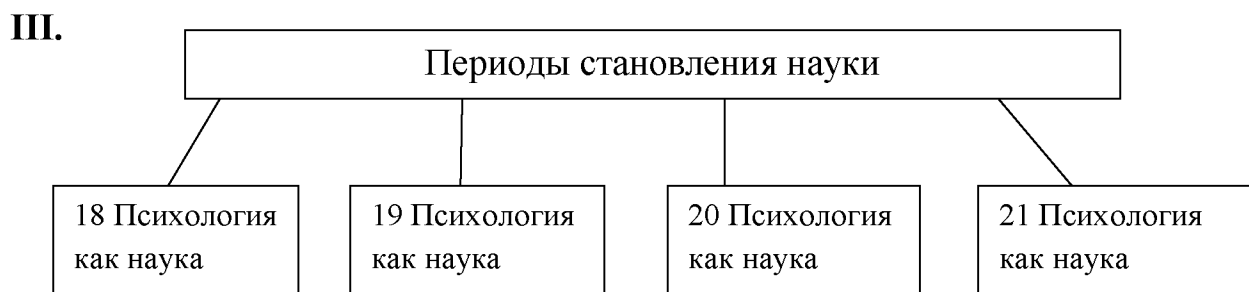 III.
Периоды становления науки
18 Психология
как наука
19 Психология
как наука
20 Психология
как наука
21 Психология
как наука